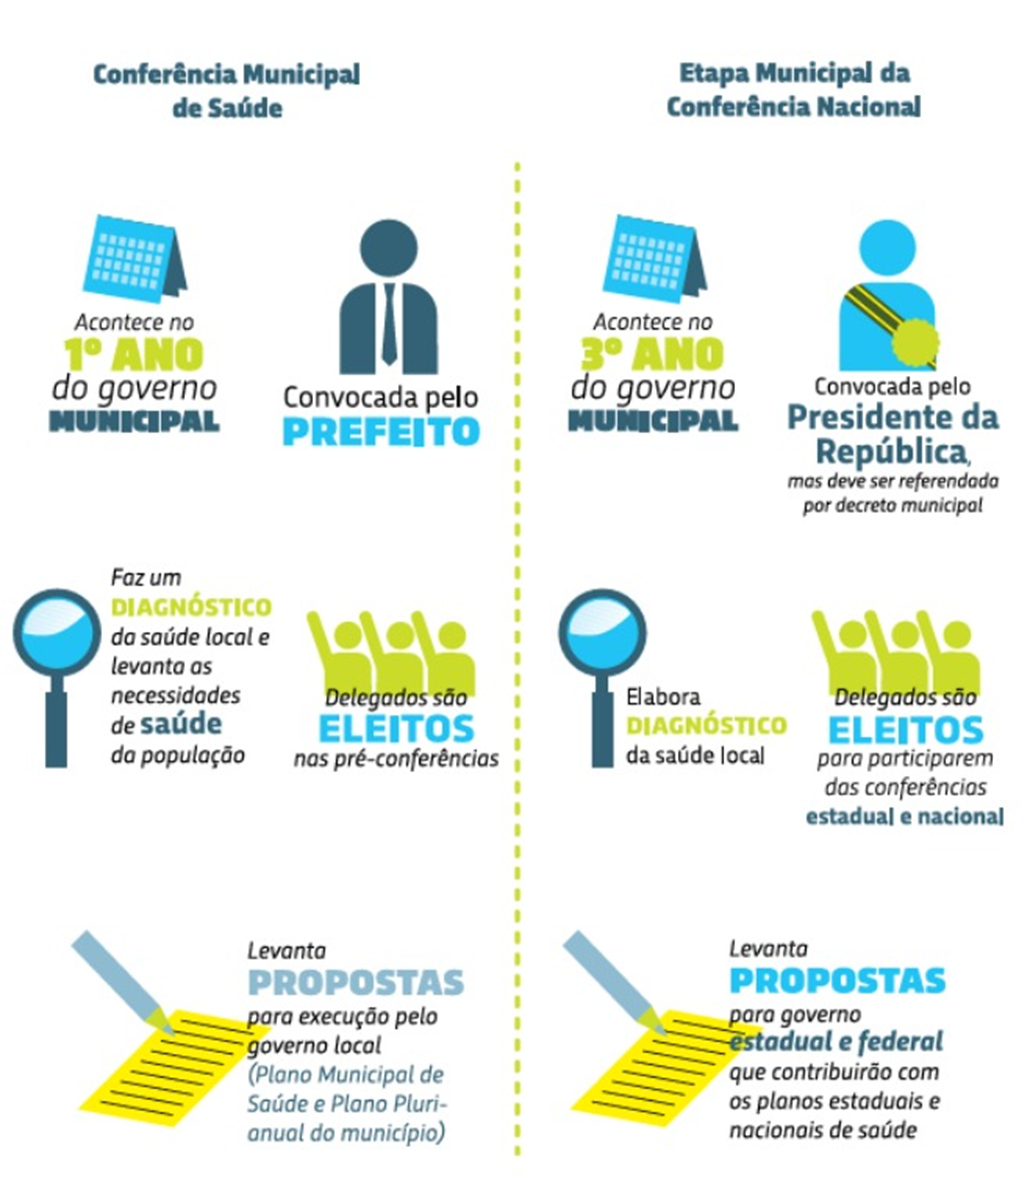 Conferência Municipal
de Saúde
Acontece no
1º ANO
do governo
MUNICIPAL
Convocada pelo
PREFEITO
Faz um
DIAGNÓSTICO
da saúde local e
levanta as
necessidades
de saúde
da população
Delegados são
ELEITOS
nas pré-conferências
Levanta
PROPOSTAS
para execução pelo
governo local
(Plano Municipal de
Saúde e Plano Pluri-
anual do município)
Etapa Municipal da
Conferência Nacional
Acontece no
3º ANO
do governo
MUNICIPAL
Convocada pelo
Presidente da
República,
mas deve ser referendada
por decreto municipal
Elabora
DIAGNÓSTICO
da saúde local
Delegados são
ELEITOS
para participarem
das conferências
estadual e nacional
Levanta
PROPOSTAS
para governo
estadual e federal
que contribuirão com
os planos estaduais e
nacionais de saúde